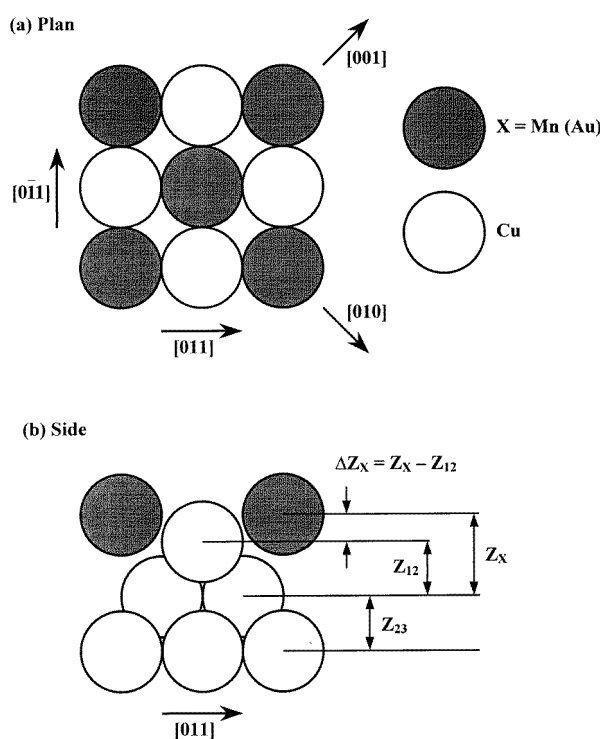 (a) Plan
[001]
X = Mn (Au)
[01̄1]
Cu
[010]
[011]
(b) Side
ΔZX = ZX – Z12
Z12
ZX
Z23
[011]